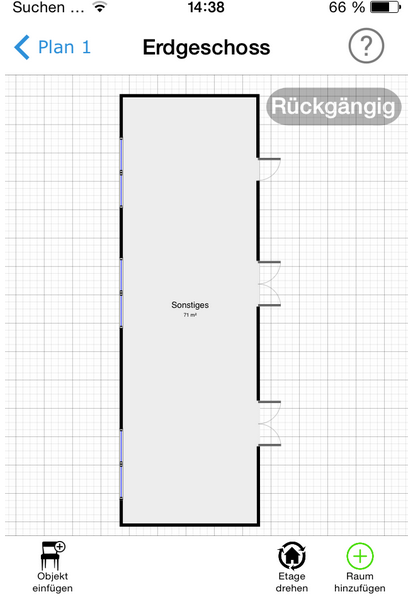 Suchen ... 14:38 66 %
Plan 1 Erdgeschoss ?
Rückgängig
Sonstiges
71 m²
Objekt
einfügen
Etage
drehen
Raum
hinzufügen